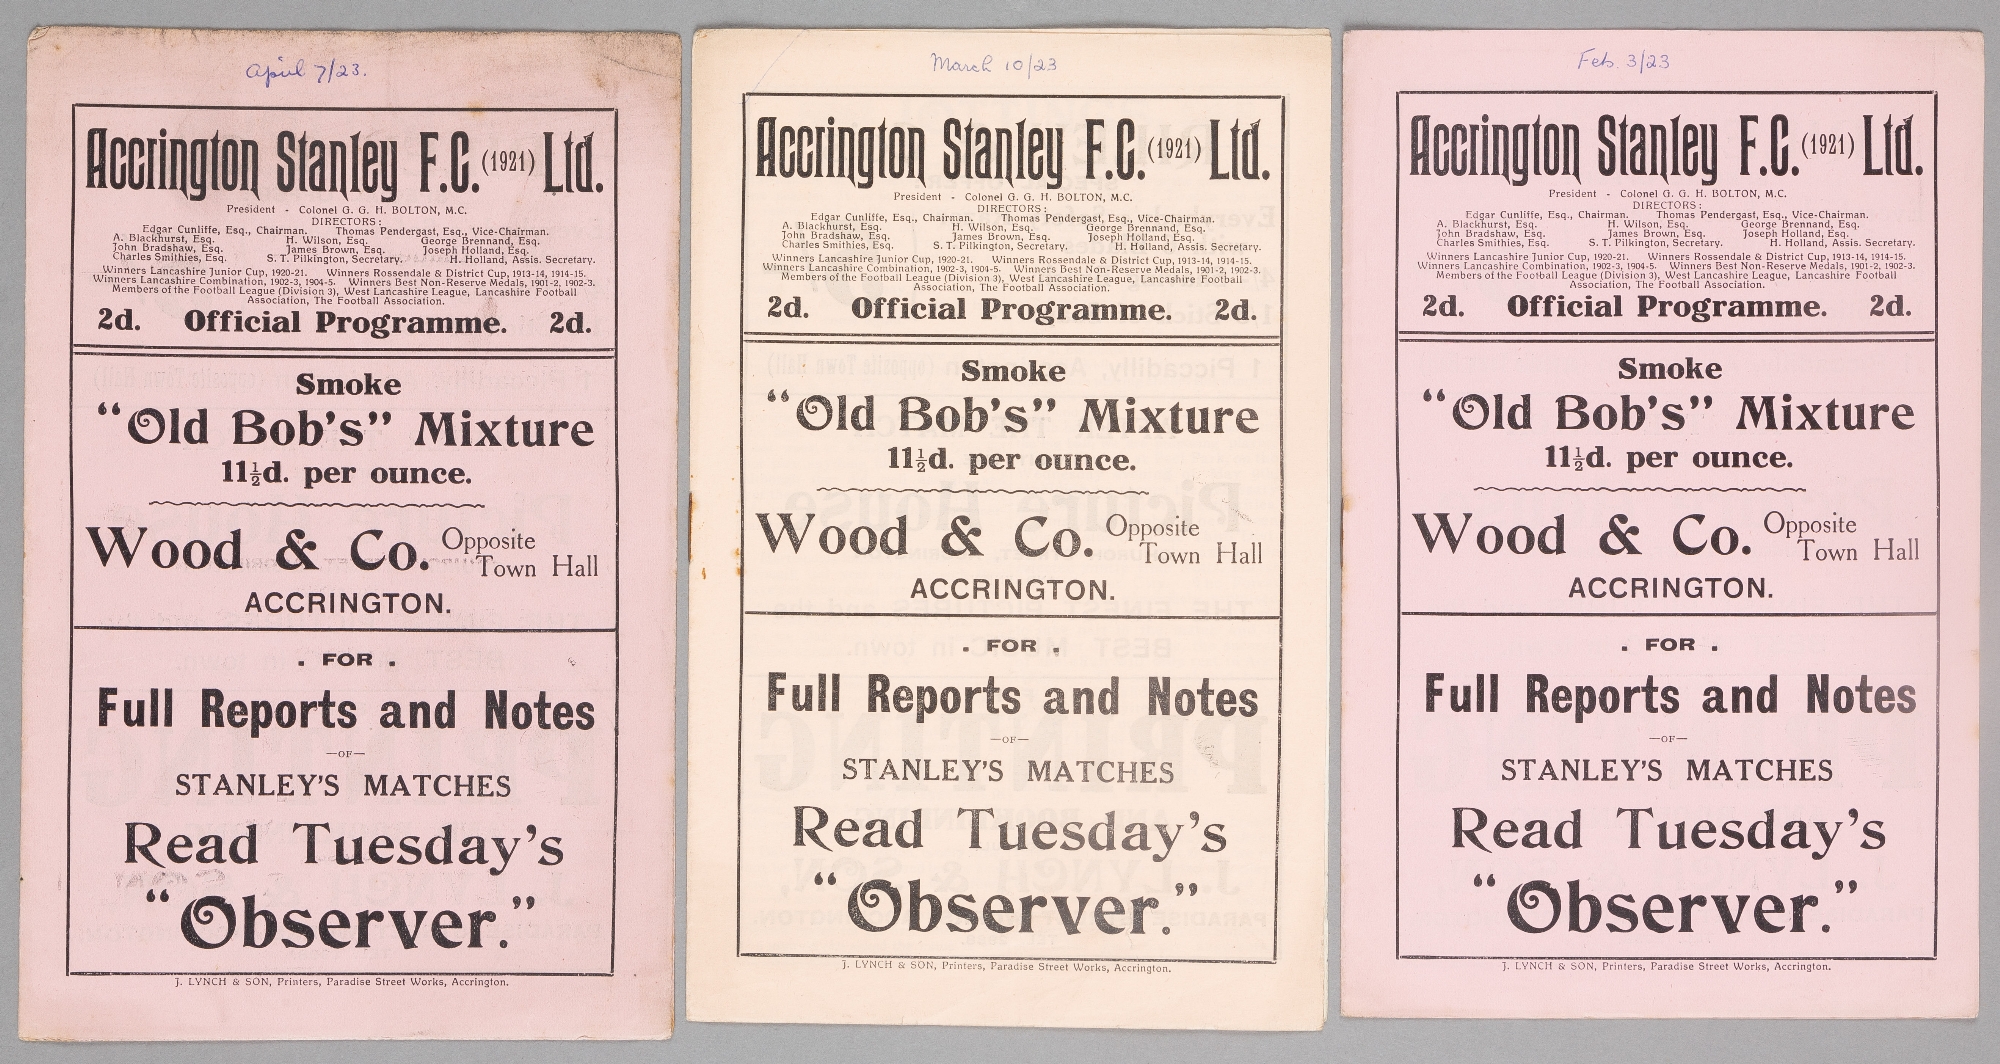 April 7/23.
Accrington Stanley F.C. (1921) Ltd.
President - Colonel G. G. H. BOLTON, M.C.
DIRECTORS:
Edgar Cunliffe, Esq., Chairman. Thomas Pendergast, Esq., Vice-Chairman.
A. Blackhurst, Esq. H. Wilson, Esq. George Brennand, Esq.
John Bradshaw, Esq. James Brown, Esq. Joseph Holland, Esq.
Charles Smithies, Esq. S. T. Pilkington, Secretary. H. Holland, Assis. Secretary.
Winners Lancashire Junior Cup, 1920-21. Winners Rossendale & District Cup, 1913-14, 1914-15.
Winners Lancashire Combination, 1902-3, 1904-5. Winners Best Non-Reserve Medals, 1901-2, 1902-3.
Members of the Football League (Division 3), West Lancashire League, Lancashire Football
Association, The Football Association.
2d. Official Programme. 2d.
Smoke
"Old Bob's" Mixture
11½d. per ounce.
Wood & Co. Opposite Town Hall
ACCRINGTON.
. FOR .
Full Reports and Notes
—OF—
STANLEY'S MATCHES
Read Tuesday's
"Observer."
J. LYNCH & SON, Printers, Paradise Street Works, Accrington.
March 10/23
Accrington Stanley F.C. (1921) Ltd.
President - Colonel G. G. H. BOLTON, M.C.
DIRECTORS:
Edgar Cunliffe, Esq., Chairman. Thomas Pendergast, Esq., Vice-Chairman.
A. Blackhurst, Esq. H. Wilson, Esq. George Brennand, Esq.
John Bradshaw, Esq. James Brown, Esq. Joseph Holland, Esq.
Charles Smithies, Esq. S. T. Pilkington, Secretary. H. Holland, Assis. Secretary.
Winners Lancashire Junior Cup, 1920-21. Winners Rossendale & District Cup, 1913-14, 1914-15.
Winners Lancashire Combination, 1902-3, 1904-5. Winners Best Non-Reserve Medals, 1901-2, 1902-3.
Members of the Football League (Division 3), West Lancashire League, Lancashire Football
Association, The Football Association.
2d. Official Programme. 2d.
Smoke
"Old Bob's" Mixture
11½d. per ounce.
Wood & Co. Opposite Town Hall
ACCRINGTON.
. FOR .
Full Reports and Notes
—OF—
STANLEY'S MATCHES
Read Tuesday's
"Observer."
J. LYNCH & SON, Printers, Paradise Street Works, Accrington.
Feb. 3/23
Accrington Stanley F.C. (1921) Ltd.
President - Colonel G. G. H. BOLTON, M.C.
DIRECTORS:
Edgar Cunliffe, Esq., Chairman. Thomas Pendergast, Esq., Vice-Chairman.
A. Blackhurst, Esq. H. Wilson, Esq. George Brennand, Esq.
John Bradshaw, Esq. James Brown, Esq. Joseph Holland, Esq.
Charles Smithies, Esq. S. T. Pilkington, Secretary. H. Holland, Assis. Secretary.
Winners Lancashire Junior Cup, 1920-21. Winners Rossendale & District Cup, 1913-14, 1914-15.
Winners Lancashire Combination, 1902-3, 1904-5. Winners Best Non-Reserve Medals, 1901-2, 1902-3.
Members of the Football League (Division 3), West Lancashire League, Lancashire Football
Association, The Football Association.
2d. Official Programme. 2d.
Smoke
"Old Bob's" Mixture
11½d. per ounce.
Wood & Co. Opposite Town Hall
ACCRINGTON.
. FOR .
Full Reports and Notes
—OF—
STANLEY'S MATCHES
Read Tuesday's
"Observer."
J. LYNCH & SON, Printers, Paradise Street Works, Accrington.